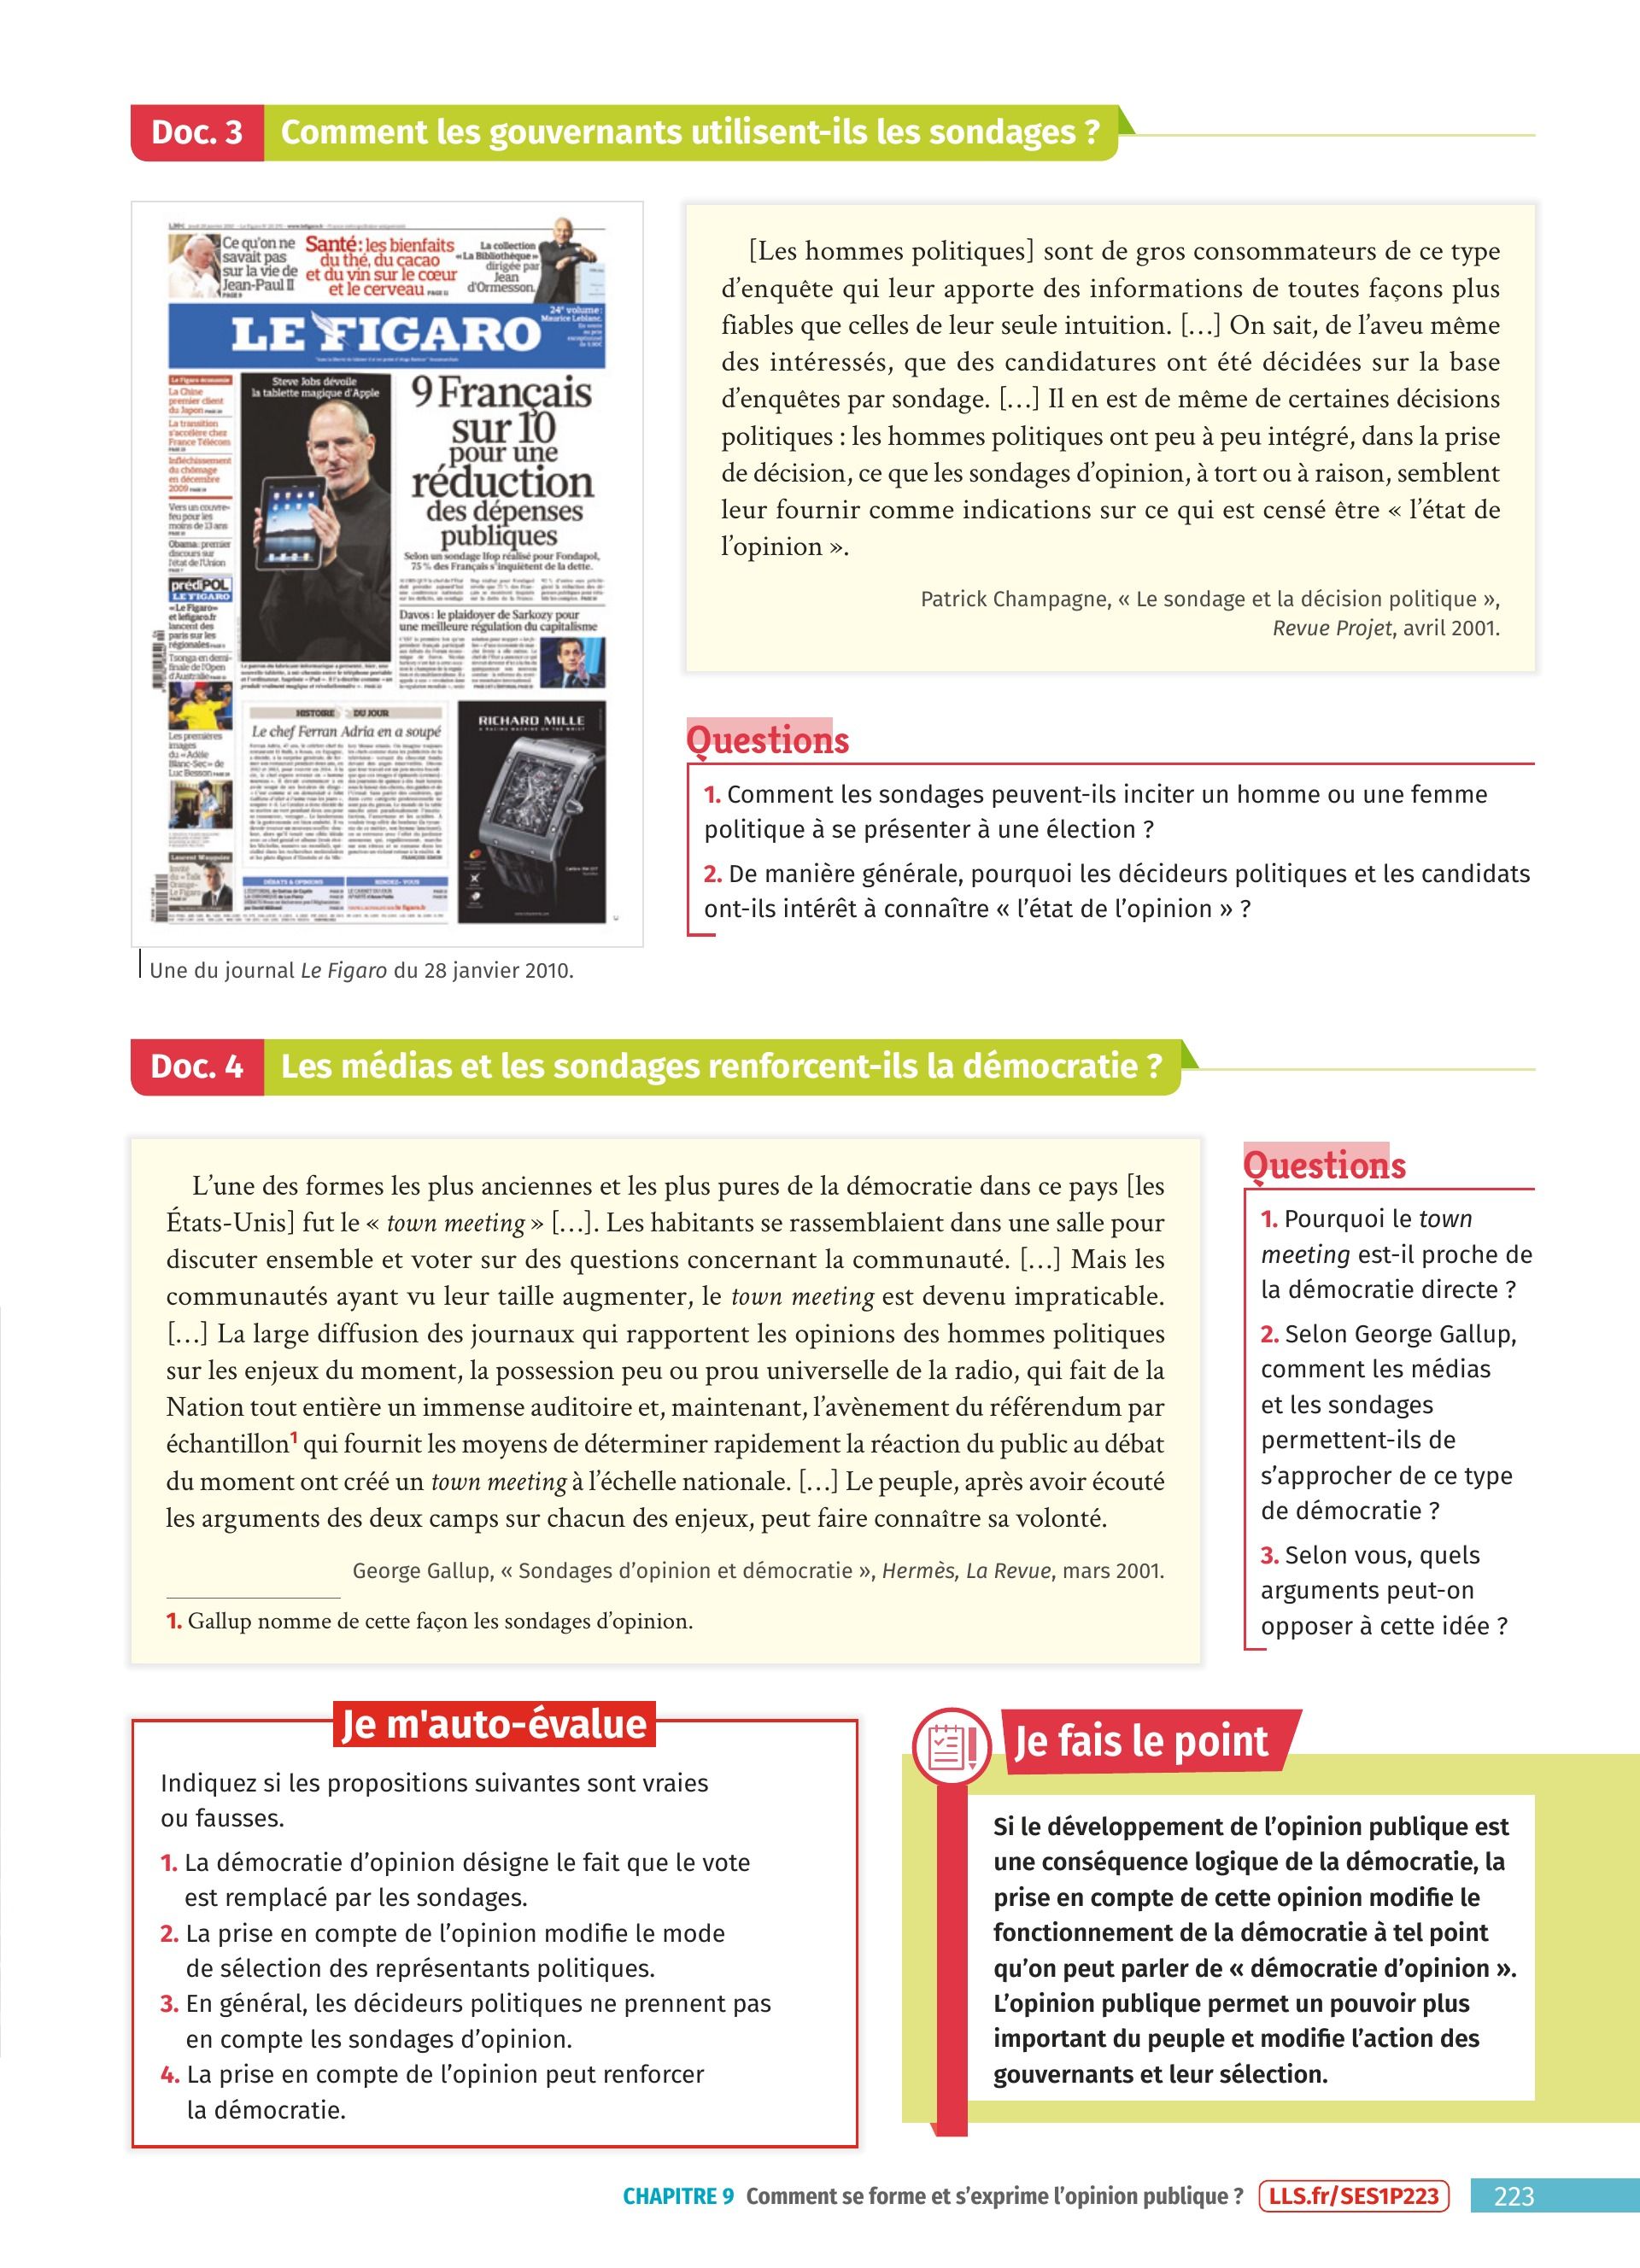 Doc. 3 Comment les gouvernants utilisent-ils les sondages ?
Ce qu'on ne
savait pas
sur la vie de
Jean-Paul II
PAGE 9
Santé : les bienfaits
du thé, du cacao
et du vin sur le cœur
et le cerveau
La collection
«La Bibliothèque»
dirigée par
Jean
d'Ormesson.
24e volume :
Maurice Leblanc.
LE FIGARO
Le Figaro économie
La Chine
premier client
du Japon
La transition
s'accélère chez
France Télécom
Infléchissement
du chômage
en décembre
2009
Vers un couvre-
feu pour les
moins de 13 ans
Obama : premier
discours sur
l'état de l'Union
prédiPOL
LE FIGARO
«Le Figaro»
et lefigaro.fr
lancent des
paris sur les
régionales
Tsonga en demi-
finale de l'Open
d'Australie
Les premières
images
du «Adèle
Blanc-Sec» de
Luc Besson
Laurent Wauquiez
Invité
du «Talk
Orange-
Le Figaro»
Steve Jobs dévoile
la tablette magique d'Apple
9 Français
sur 10
pour une
réduction
des dépenses
publiques
Selon un sondage Ifop réalisé pour Fondapol,
75 % des Français s'inquiètent de la dette.
Davos : le plaidoyer de Sarkozy pour
une meilleure régulation du capitalisme
HISTOIRE DU JOUR
Le chef Ferran Adria en a soupé
DÉBATS & OPINIONS
RENDEZ-VOUS
RICHARD MILLE
A RACING MACHINE ON THE WRIST
Une du journal Le Figaro du 28 janvier 2010.
[Les hommes politiques] sont de gros consommateurs de ce type
d'enquête qui leur apporte des informations de toutes façons plus
fiables que celles de leur seule intuition. […] On sait, de l'aveu même
des intéressés, que des candidatures ont été décidées sur la base
d'enquêtes par sondage. […] Il en est de même de certaines décisions
politiques : les hommes politiques ont peu à peu intégré, dans la prise
de décision, ce que les sondages d'opinion, à tort ou à raison, semblent
leur fournir comme indications sur ce qui est censé être « l'état de
l'opinion ».
Patrick Champagne, « Le sondage et la décision politique »,
Revue Projet, avril 2001.
Questions
1. Comment les sondages peuvent-ils inciter un homme ou une femme
politique à se présenter à une élection ?
2. De manière générale, pourquoi les décideurs politiques et les candidats
ont-ils intérêt à connaître « l'état de l'opinion » ?
Doc. 4 Les médias et les sondages renforcent-ils la démocratie ?
L'une des formes les plus anciennes et les plus pures de la démocratie dans ce pays [les
États-Unis] fut le « town meeting » […]. Les habitants se rassemblaient dans une salle pour
discuter ensemble et voter sur des questions concernant la communauté. […] Mais les
communautés ayant vu leur taille augmenter, le town meeting est devenu impraticable.
[…] La large diffusion des journaux qui rapportent les opinions des hommes politiques
sur les enjeux du moment, la possession peu ou prou universelle de la radio, qui fait de la
Nation tout entière un immense auditoire et, maintenant, l'avènement du référendum par
échantillon1 qui fournit les moyens de déterminer rapidement la réaction du public au débat
du moment ont créé un town meeting à l'échelle nationale. […] Le peuple, après avoir écouté
les arguments des deux camps sur chacun des enjeux, peut faire connaître sa volonté.
George Gallup, « Sondages d'opinion et démocratie », Hermès, La Revue, mars 2001.
1. Gallup nomme de cette façon les sondages d'opinion.
Questions
1. Pourquoi le town
meeting est-il proche de
la démocratie directe ?
2. Selon George Gallup,
comment les médias
et les sondages
permettent-ils de
s'approcher de ce type
de démocratie ?
3. Selon vous, quels
arguments peut-on
opposer à cette idée ?
Je m'auto-évalue
Indiquez si les propositions suivantes sont vraies
ou fausses.
1. La démocratie d'opinion désigne le fait que le vote
est remplacé par les sondages.
2. La prise en compte de l'opinion modifie le mode
de sélection des représentants politiques.
3. En général, les décideurs politiques ne prennent pas
en compte les sondages d'opinion.
4. La prise en compte de l'opinion peut renforcer
la démocratie.
Je fais le point
Si le développement de l'opinion publique est
une conséquence logique de la démocratie, la
prise en compte de cette opinion modifie le
fonctionnement de la démocratie à tel point
qu'on peut parler de « démocratie d'opinion ».
L'opinion publique permet un pouvoir plus
important du peuple et modifie l'action des
gouvernants et leur sélection.
CHAPITRE 9 Comment se forme et s'exprime l'opinion publique ? LLS.fr/SES1P223 223